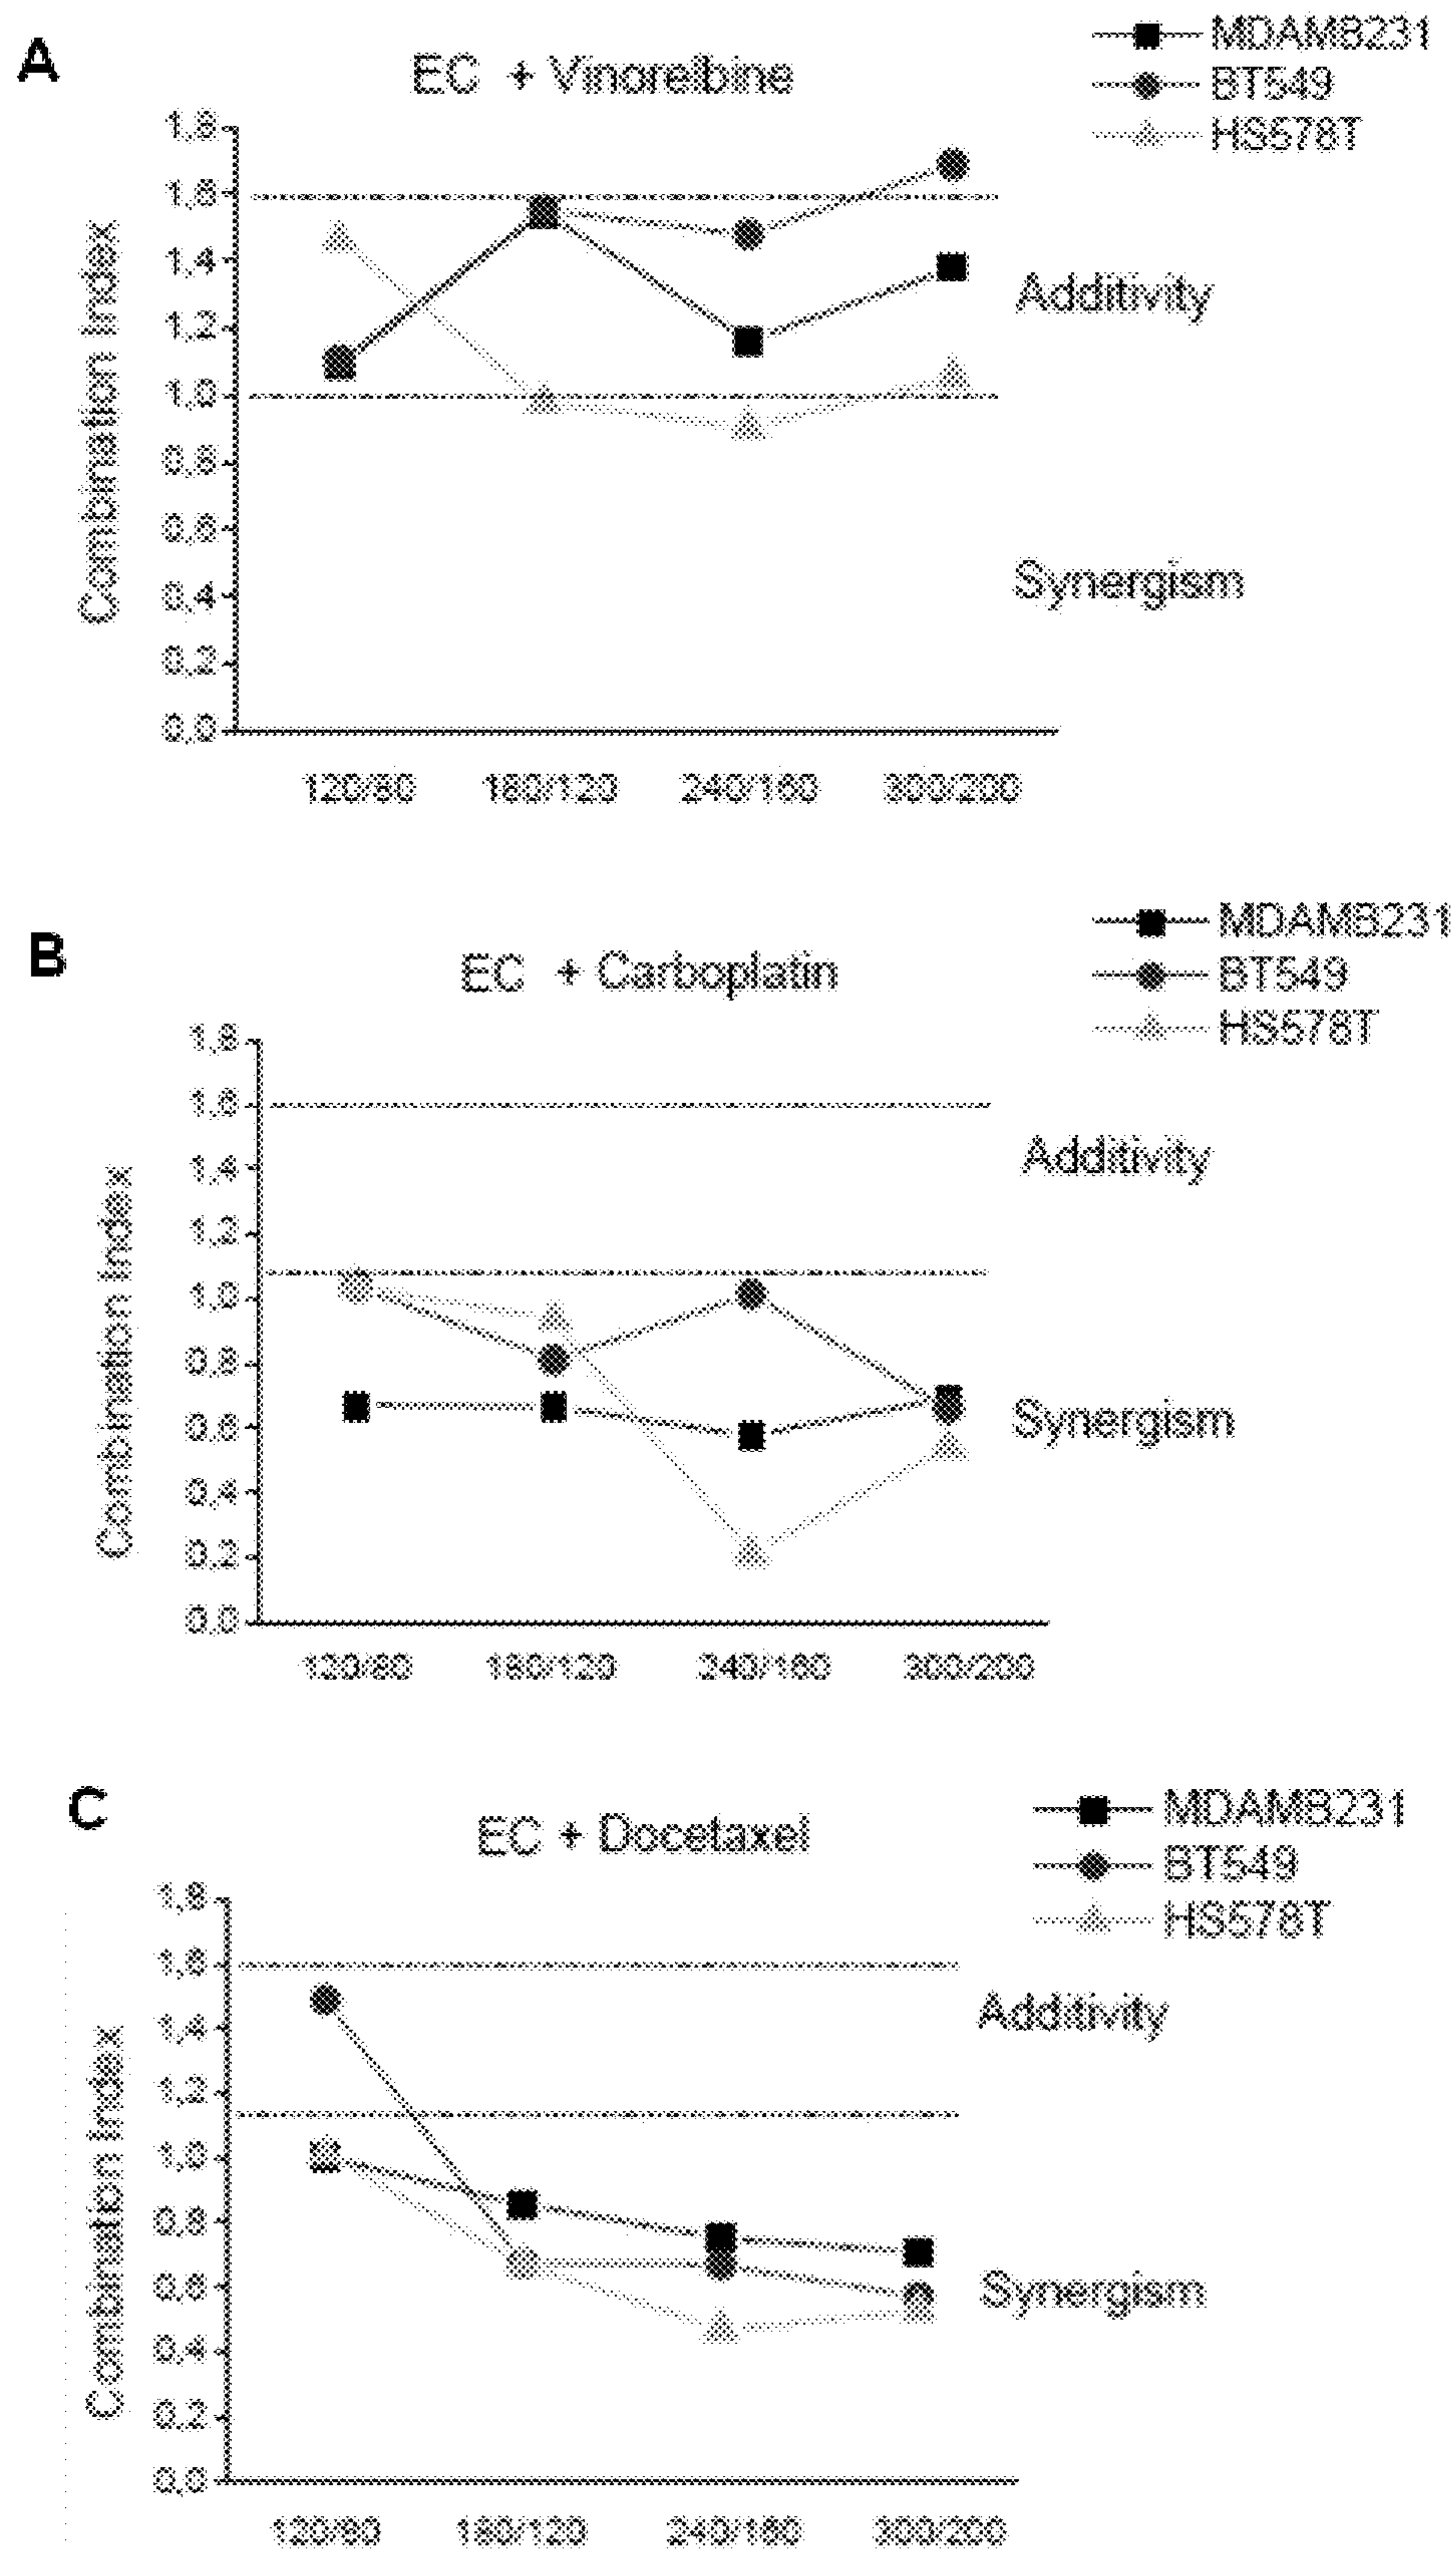 A
EC + Vinorelbine
MDAMB231
BT549
HS578T
Combination Index
1,8
1,6
1,4
1,2
1,0
0,8
0,6
0,4
0,2
0,0
Additivity
Synergism
120/80
180/120
240/160
300/200
B
EC + Carboplatin
MDAMB231
BT549
HS578T
Combination Index
1,8
1,6
1,4
1,2
1,0
0,8
0,6
0,4
0,2
0,0
Additivity
Synergism
120/80
180/120
240/160
300/200
C
EC + Docetaxel
MDAMB231
BT549
HS578T
Combination Index
1,8
1,6
1,4
1,2
1,0
0,8
0,6
0,4
0,2
0,0
Additivity
Synergism
120/80
180/120
240/160
300/200